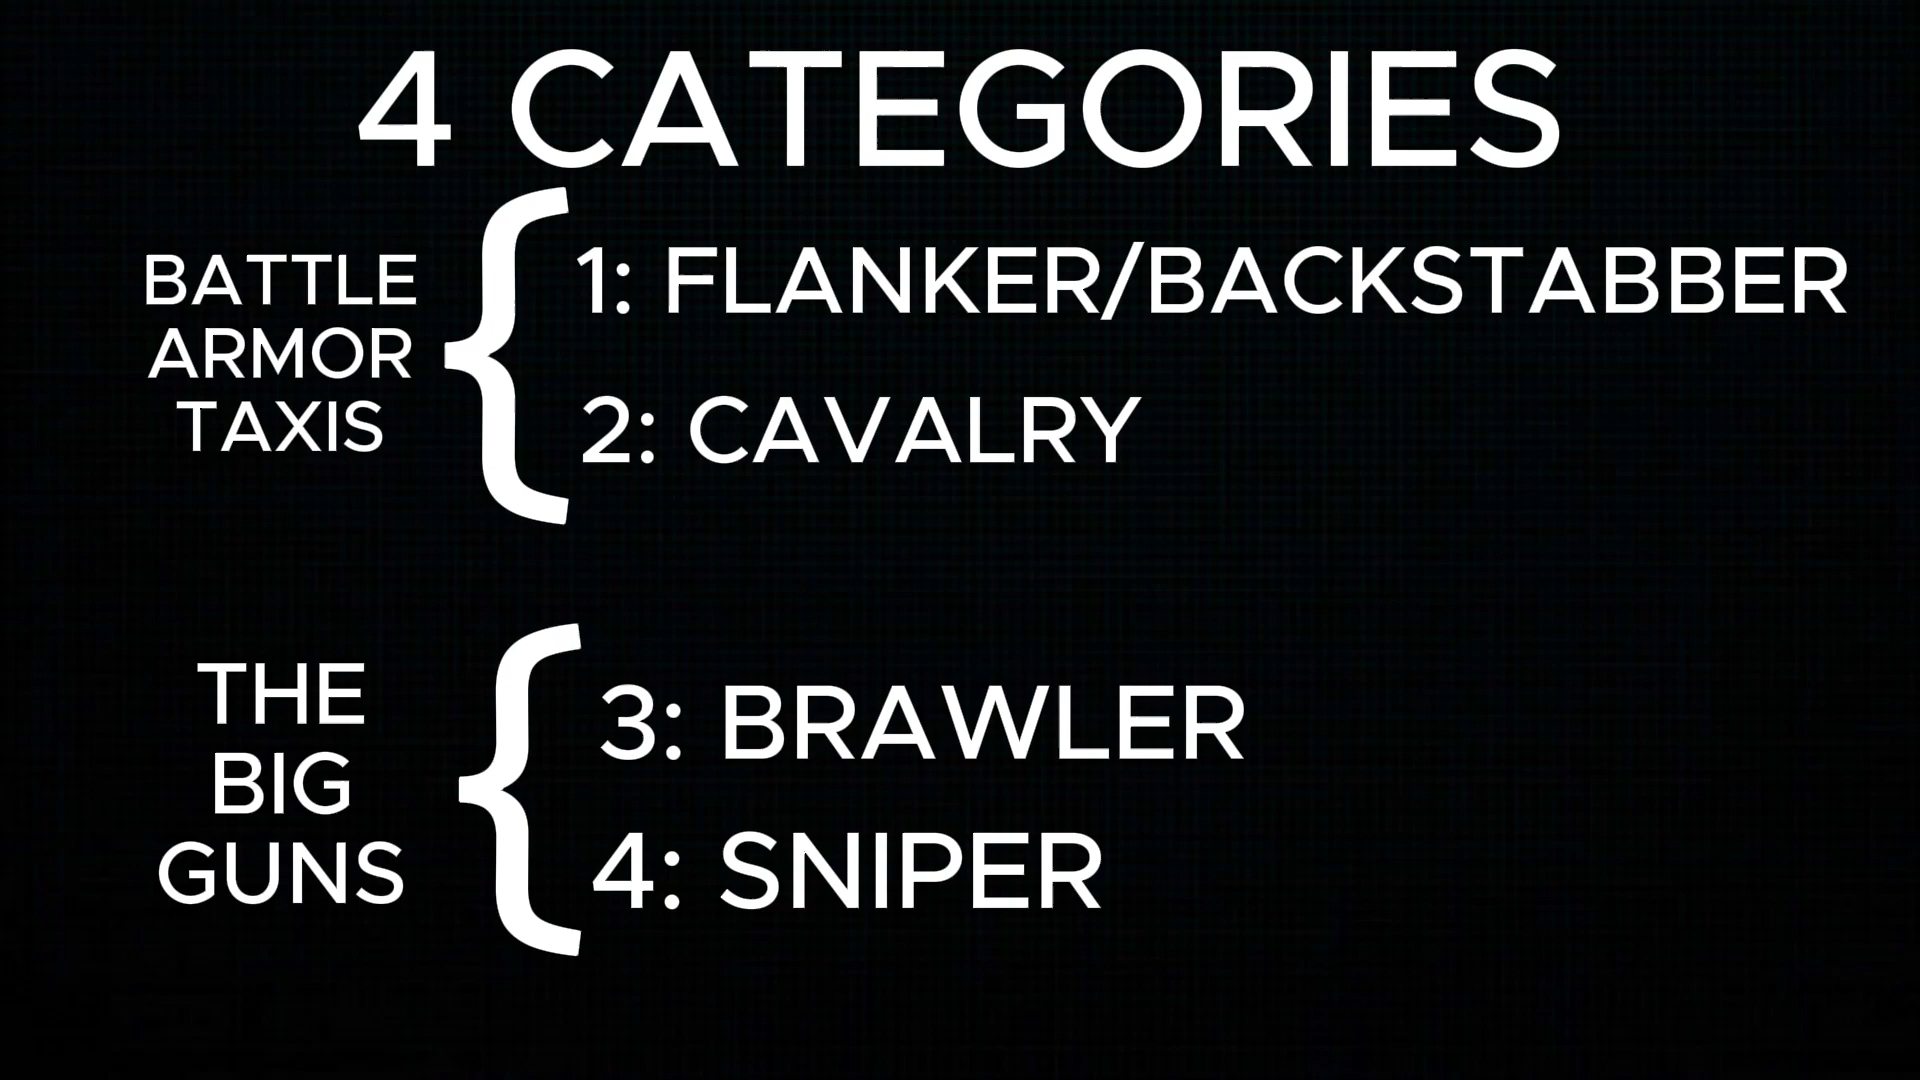 4 CATEGORIES
BATTLE
ARMOR
TAXIS
1: FLANKER/BACKSTABBER
2: CAVALRY
THE
BIG
GUNS
3: BRAWLER
4: SNIPER